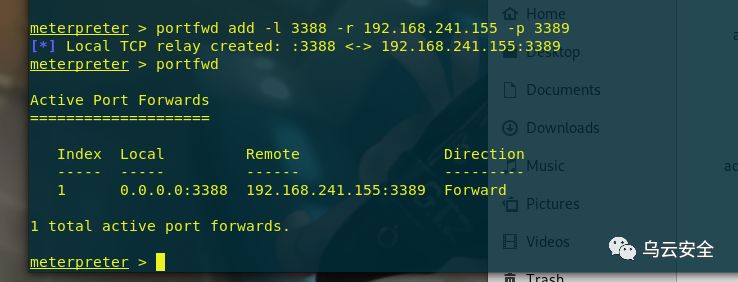 meterpreter > portfwd add -l 3388 -r 192.168.241.155 -p 3389
[*] Local TCP relay created: :3388 <-> 192.168.241.155:3389
meterpreter > portfwd
Active Port Forwards
====================
Index Local Remote Direction
----- ----- ------ ---------
1 0.0.0.0:3388 192.168.241.155:3389 Forward
1 total active port forwards.
meterpreter >
Home
Desktop
Documents
Downloads
Music
Pictures
Videos
Trash
a
ac
乌云安全